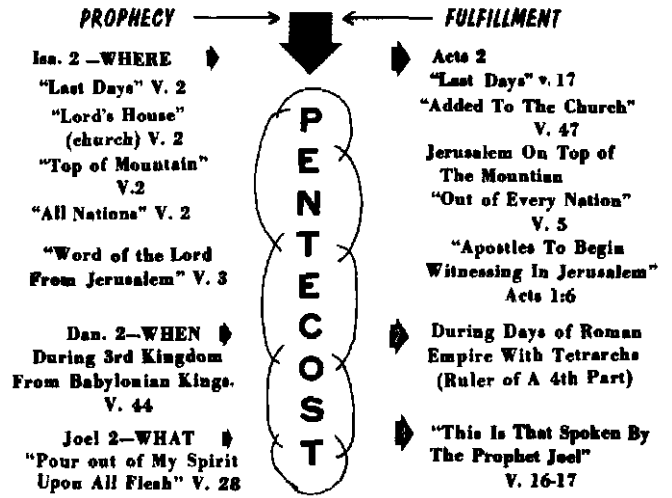 PROPHECY
Isa. 2 —WHERE
"Last Days" V. 2
"Lord's House"
(church) V. 2
"Top of Mountain"
V.2
"All Nations" V. 2
"Word of the Lord
From Jerusalem" V. 3
Dan. 2—WHEN
During 3rd Kingdom
From Babylonian Kings.
V. 44
Joel 2—WHAT
"Pour out of My Spirit
Upon All Flesh" V. 28
PENTECOST
FULFILLMENT
Acts 2
"Last Days" v. 17
"Added To The Church"
V. 47
Jerusalem On Top of
The Mountian
"Out of Every Nation"
V. 5
"Apostles To Begin
Witnessing In Jerusalem"
Acts 1:6
During Days of Roman
Empire With Tetrarchs
(Ruler of A 4th Part)
"This Is That Spoken By
The Prophet Joel"
V. 16-17